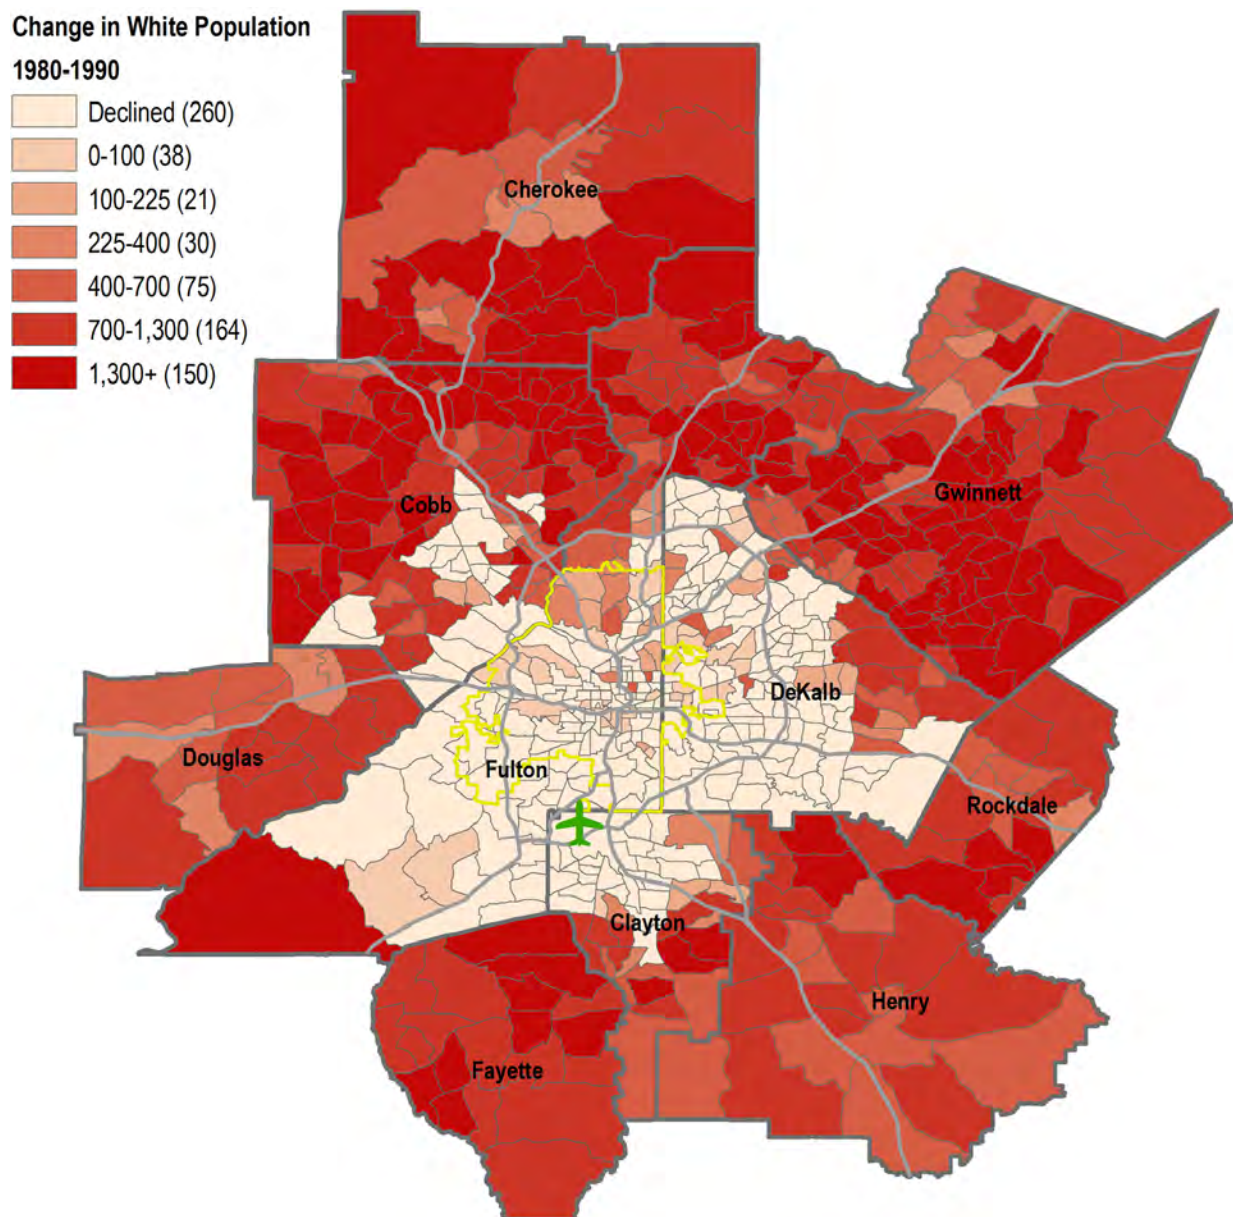 Change in White Population
1980-1990
Declined (260)
0-100 (38)
100-225 (21)
225-400 (30)
400-700 (75)
700-1,300 (164)
1,300+ (150)
Cherokee
Cobb
Gwinnett
DeKalb
Douglas
Fulton
Rockdale
Clayton
Henry
Fayette